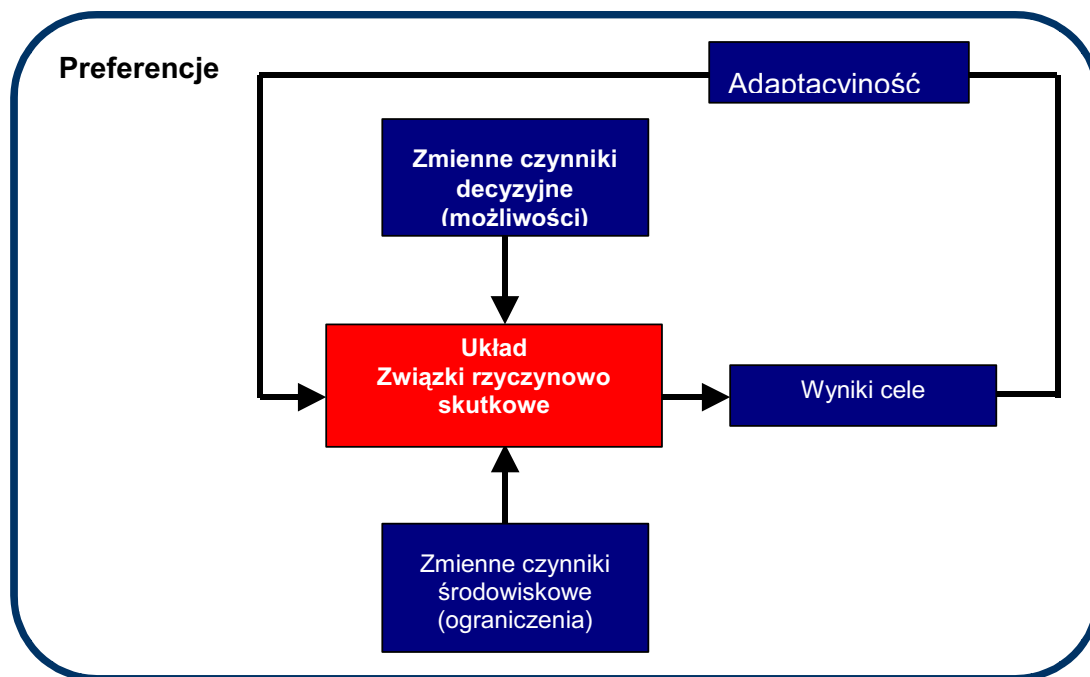 Preferencje
Adaptacyjność
Zmienne czynniki
decyzyjne
(możliwości)
Układ
Związki rzyczynowo
skutkowe
Wyniki cele
Zmienne czynniki
środowiskowe
(ograniczenia)